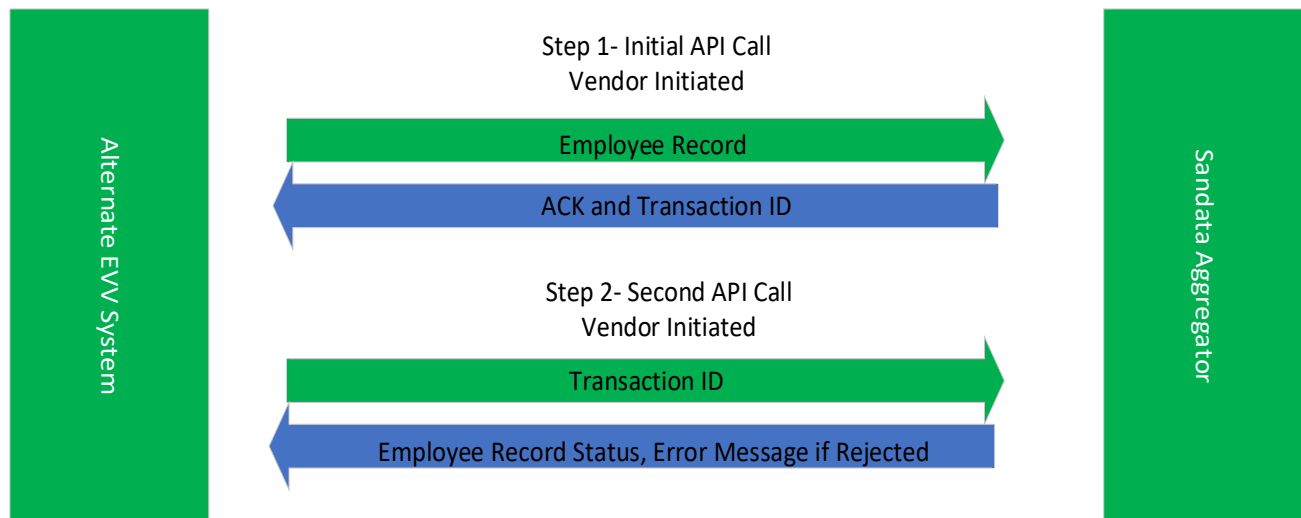 Alternate EVV System
Step 1- Initial API Call
Vendor Initiated
Employee Record
ACK and Transaction ID
Step 2- Second API Call
Vendor Initiated
Transaction ID
Employee Record Status, Error Message if Rejected
Sandata Aggregator